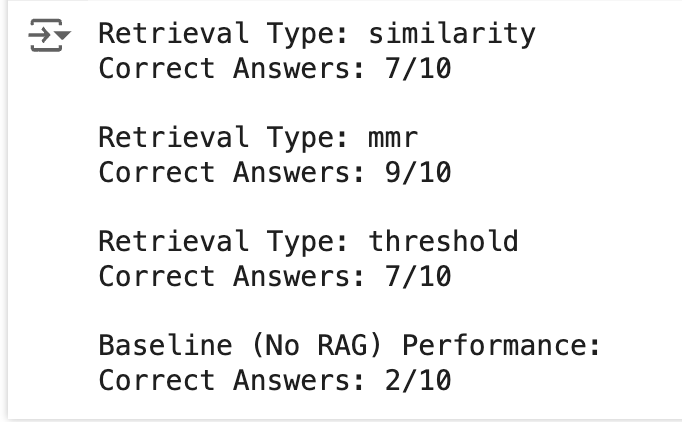 Retrieval Type: similarity
Correct Answers: 7/10
Retrieval Type: mmr
Correct Answers: 9/10
Retrieval Type: threshold
Correct Answers: 7/10
Baseline (No RAG) Performance:
Correct Answers: 2/10